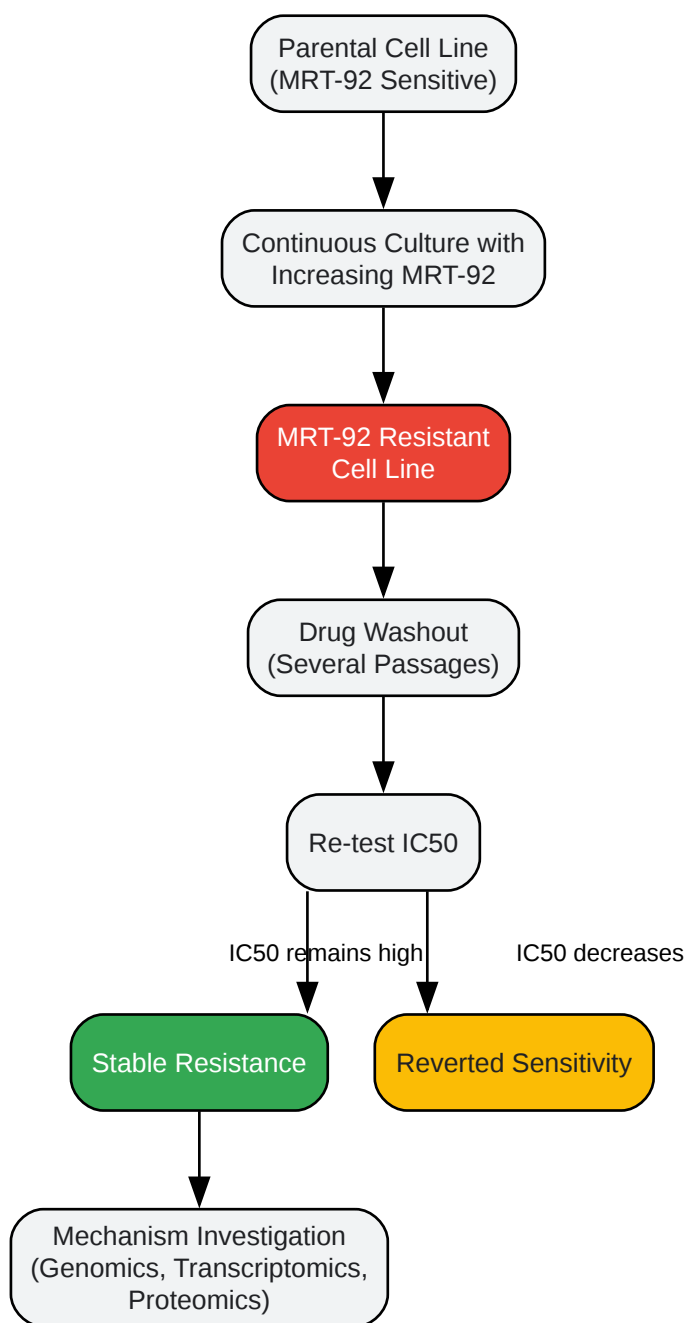 Parental Cell Line
(MRT-92 Sensitive)
Continuous Culture with
Increasing MRT-92
MRT-92 Resistant
Cell Line
Drug Washout
(Several Passages)
Re-test IC50
IC50 remains high
IC50 decreases
Stable Resistance
Reverted Sensitivity
Mechanism Investigation
(Genomics, Transcriptomics,
Proteomics)